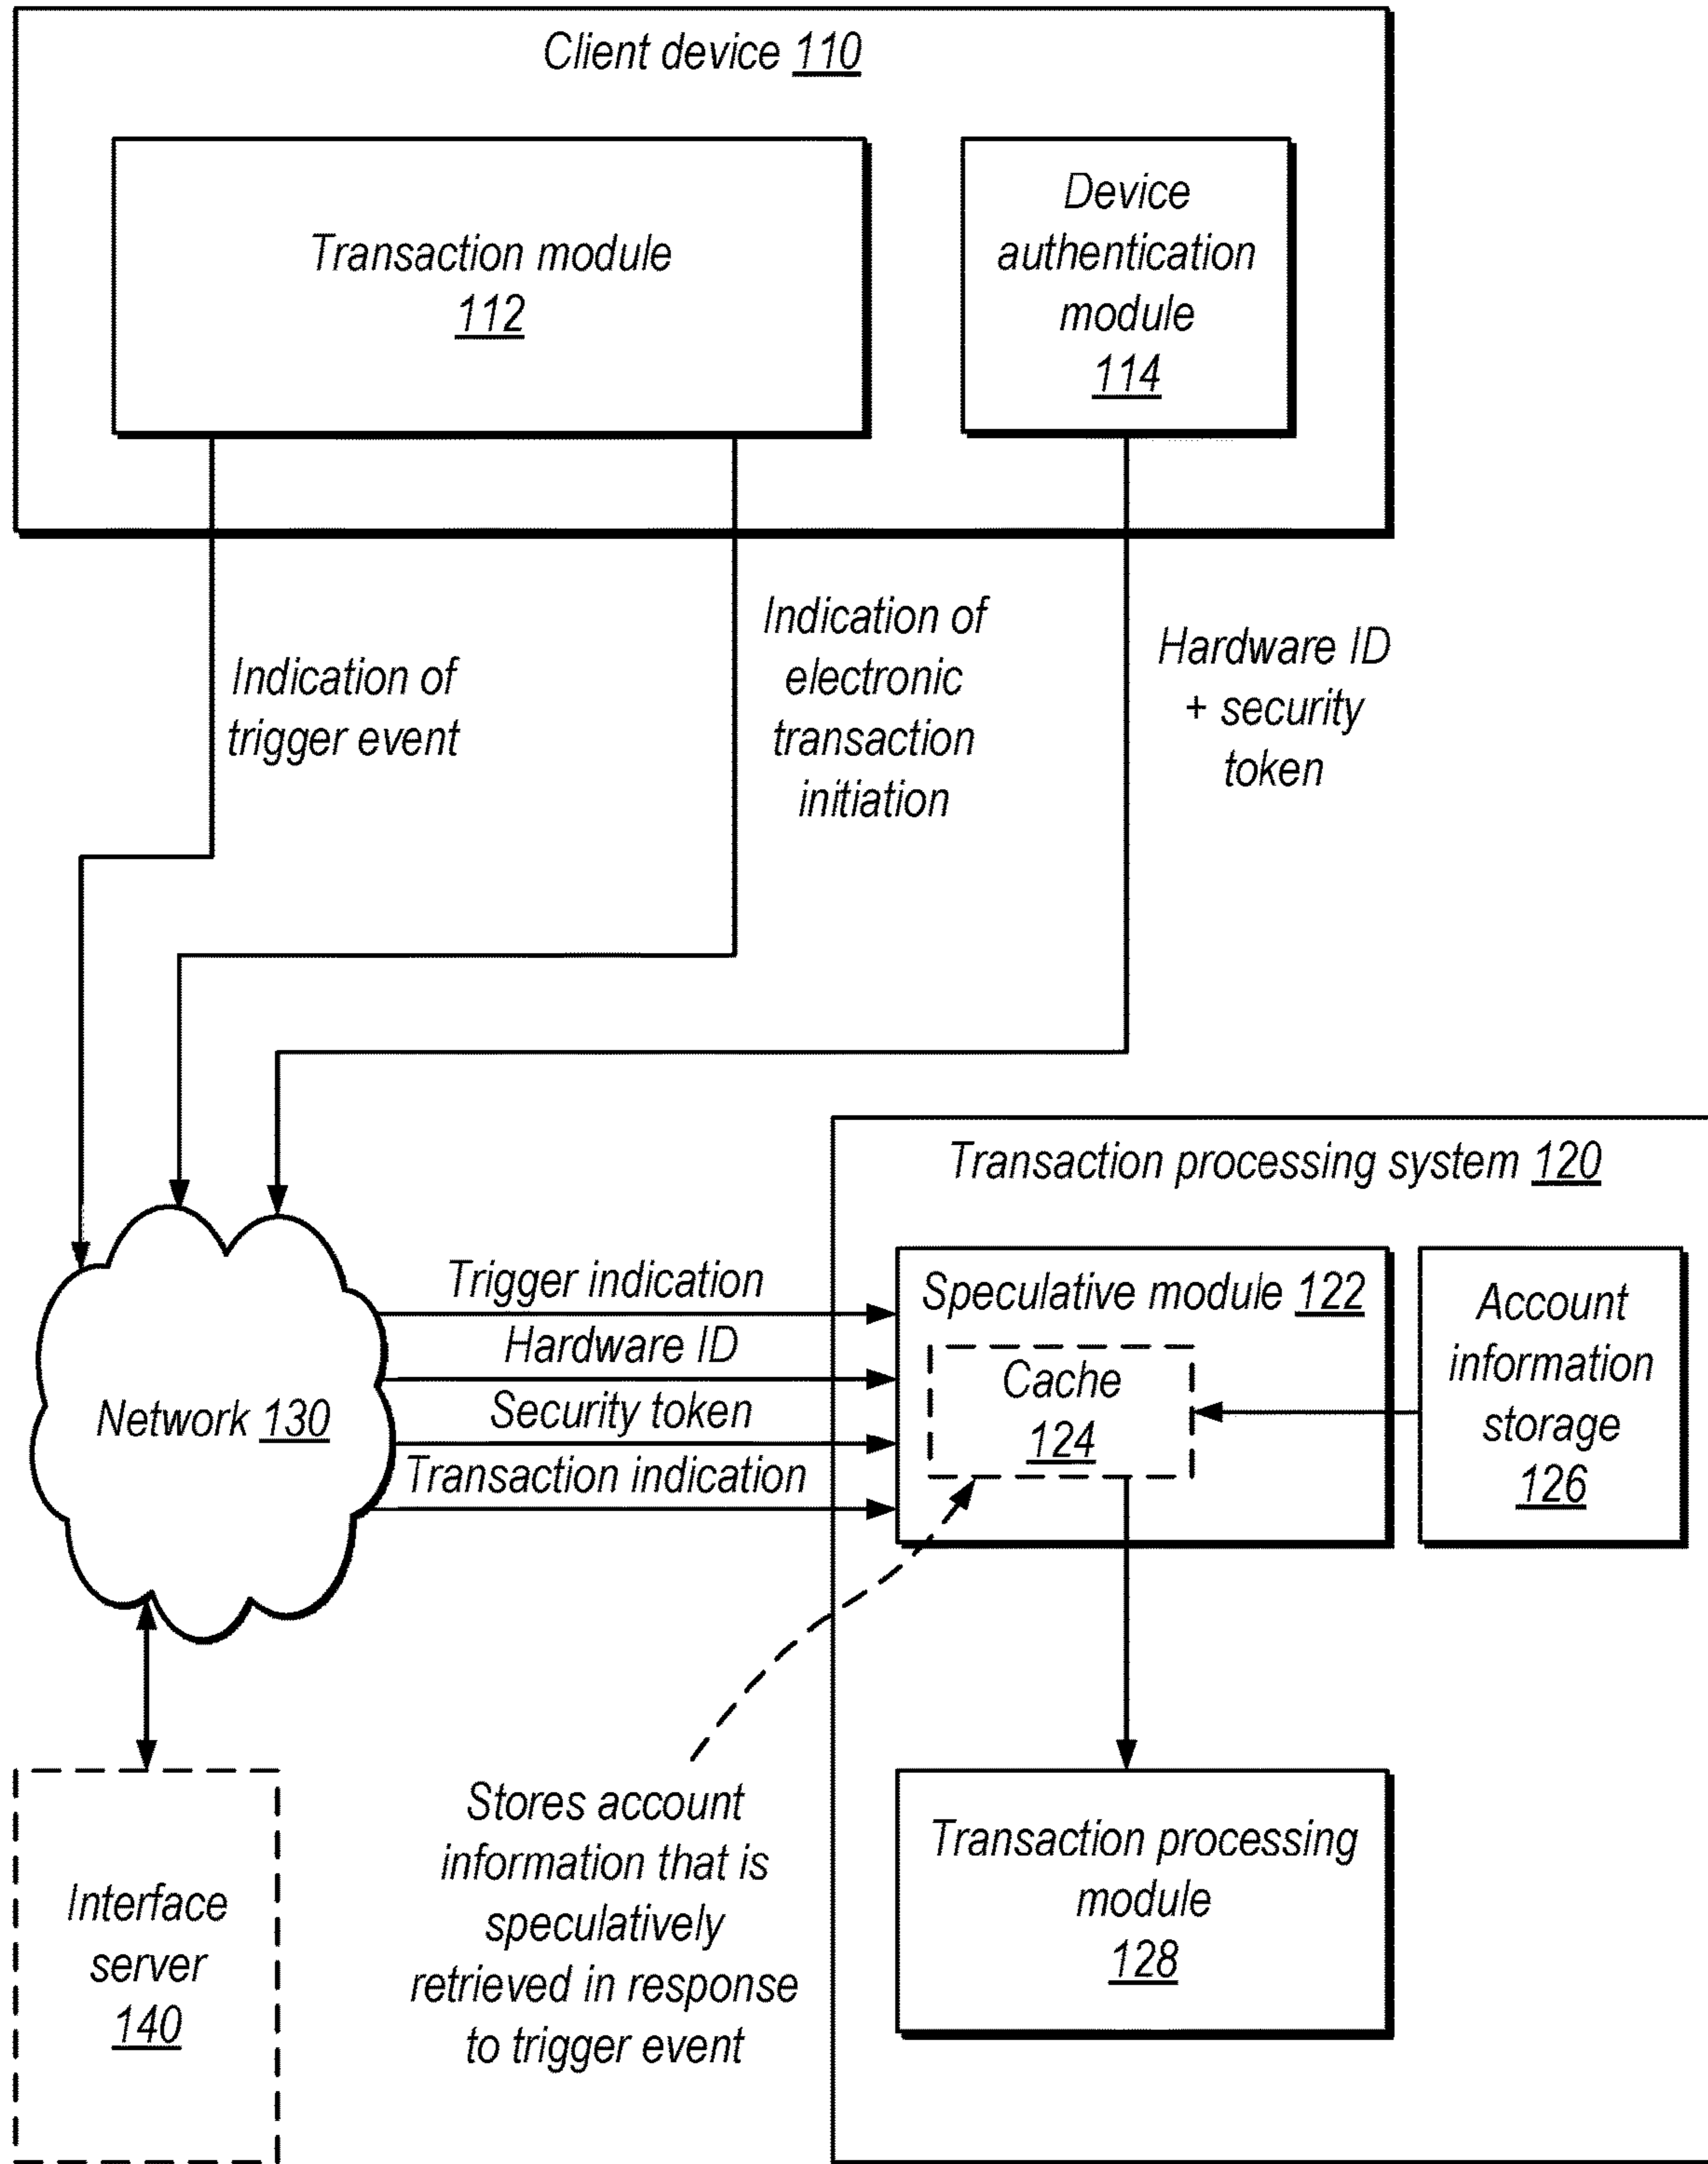 Client device 110
Transaction module
112
Device
authentication
module
114
Indication of
trigger event
Indication of
electronic
transaction
initiation
Hardware ID
+ security
token
Transaction processing system 120
Network 130
Trigger indication
Hardware ID
Security token
Transaction indication
Speculative module 122
Cache
124
Account
information
storage
126
Interface
server
140
Stores account
information that is
speculatively
retrieved in response
to trigger event
Transaction processing
module
128